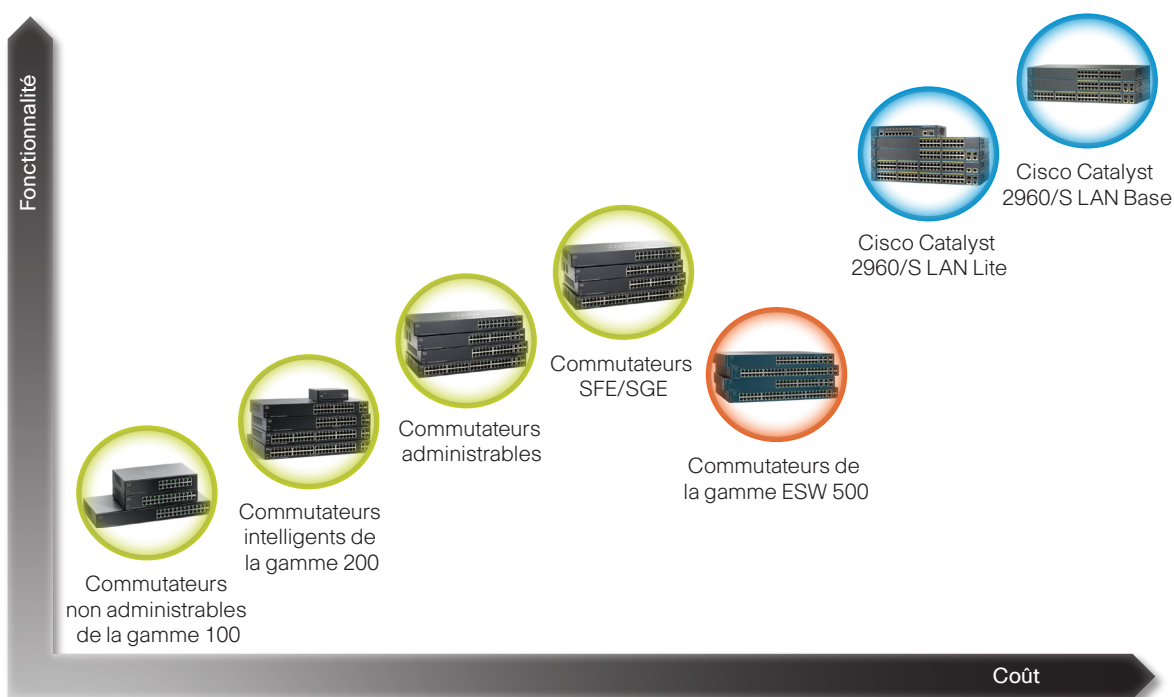 Fonctionnalité
Cisco Catalyst
2960/S LAN Base
Cisco Catalyst
2960/S LAN Lite
Commutateurs
SFE/SGE
Commutateurs
administrables
Commutateurs de
la gamme ESW 500
Commutateurs
intelligents de
la gamme 200
Commutateurs
non administrables
de la gamme 100
Coût